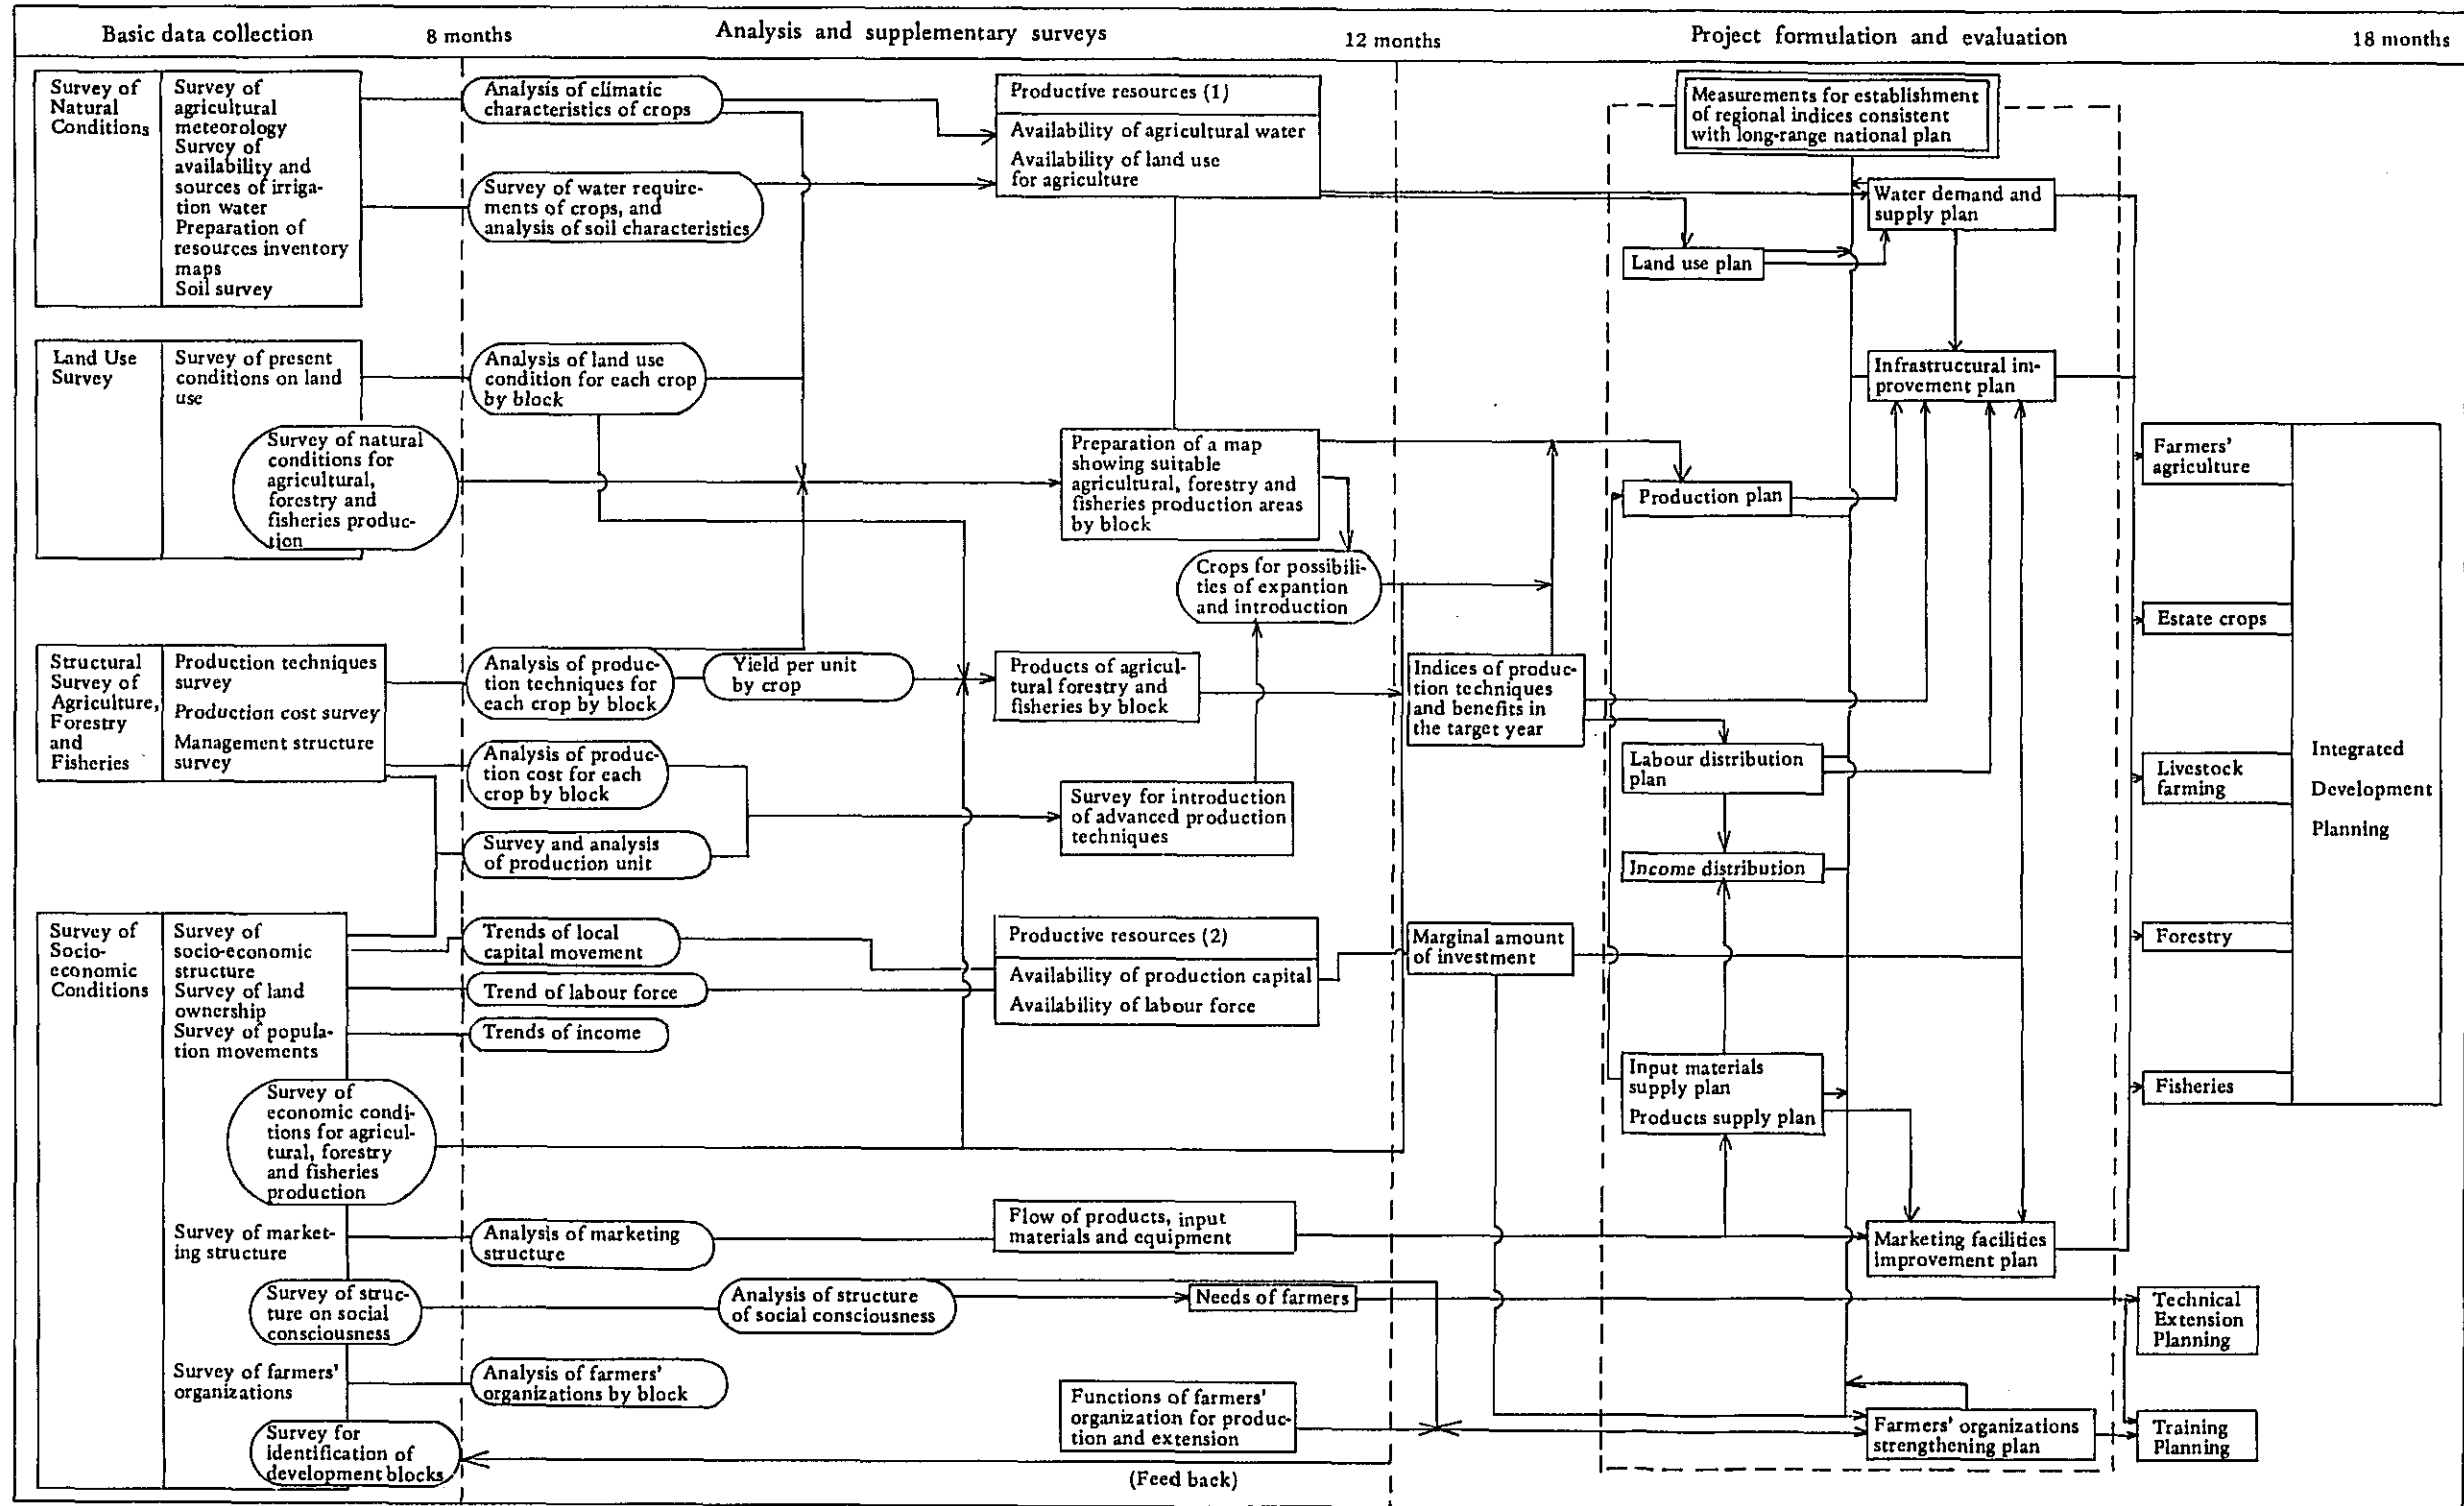 Basic data collection
8 months
Analysis and supplementary surveys
12 months
Project formulation and evaluation
18 months
Survey of
Natural
Conditions
Survey of
agricultural
meteorology
Survey of
availability and
sources of irriga-
tion water
Preparation of
resources inventory
maps
Soil survey
Analysis of climatic
characteristics of crops
Survey of water require-
ments of crops, and
analysis of soil characteristics
Productive resources (1)
Availability of agricultural water
Availability of land use
for agriculture
Measurements for establishment
of regional indices consistent
with long-range national plan
Water demand and
supply plan
Land use plan
Land Use
Survey
Survey of present
conditions on land
use
Survey of natural
conditions for
agricultural,
forestry and
fisheries produc-
tion
Analysis of land use
condition for each crop
by block
Preparation of a map
showing suitable
agricultural, forestry and
fisheries production areas
by block
Crops for possibili-
ties of expantion
and introduction
Infrastructural im-
provement plan
Production plan
Farmers'
agriculture
Estate crops
Livestock
farming
Forestry
Fisheries
Integrated
Development
Planning
Structural
Survey of
Agriculture,
Forestry
and
Fisheries
Production techniques
survey
Production cost survey
Management structure
survey
Analysis of produc-
tion techniques for
each crop by block
Yield per unit
by crop
Products of agricul-
tural forestry and
fisheries by block
Indices of produc-
tion techniques
and benefits in
the target year
Analysis of produc-
tion cost for each
crop by block
Survey and analysis
of production unit
Survey for introduction
of advanced production
techniques
Labour distribution
plan
Income distribution
Survey of
Socio-
economic
Conditions
Survey of
socio-economic
structure
Survey of land
ownership
Survey of popula-
tion movements
Survey of
economic condi-
tions for agricul-
tural, forestry
and fisheries
production
Survey of market-
ing structure
Survey of struc-
ture on social
consciousness
Survey of farmers'
organizations
Survey for
identification of
development blocks
Trends of local
capital movement
Trend of labour force
Trends of income
Productive resources (2)
Availability of production capital
Availability of labour force
Marginal amount
of investment
Input materials
supply plan
Products supply plan
Analysis of marketing
structure
Flow of products, input
materials and equipment
Marketing facilities
improvement plan
Analysis of structure
of social consciousness
Needs of farmers
Technical
Extension
Planning
Analysis of farmers'
organizations by block
Functions of farmers'
organization for produc-
tion and extension
Farmers' organizations
strengthening plan
Training
Planning
(Feed back)